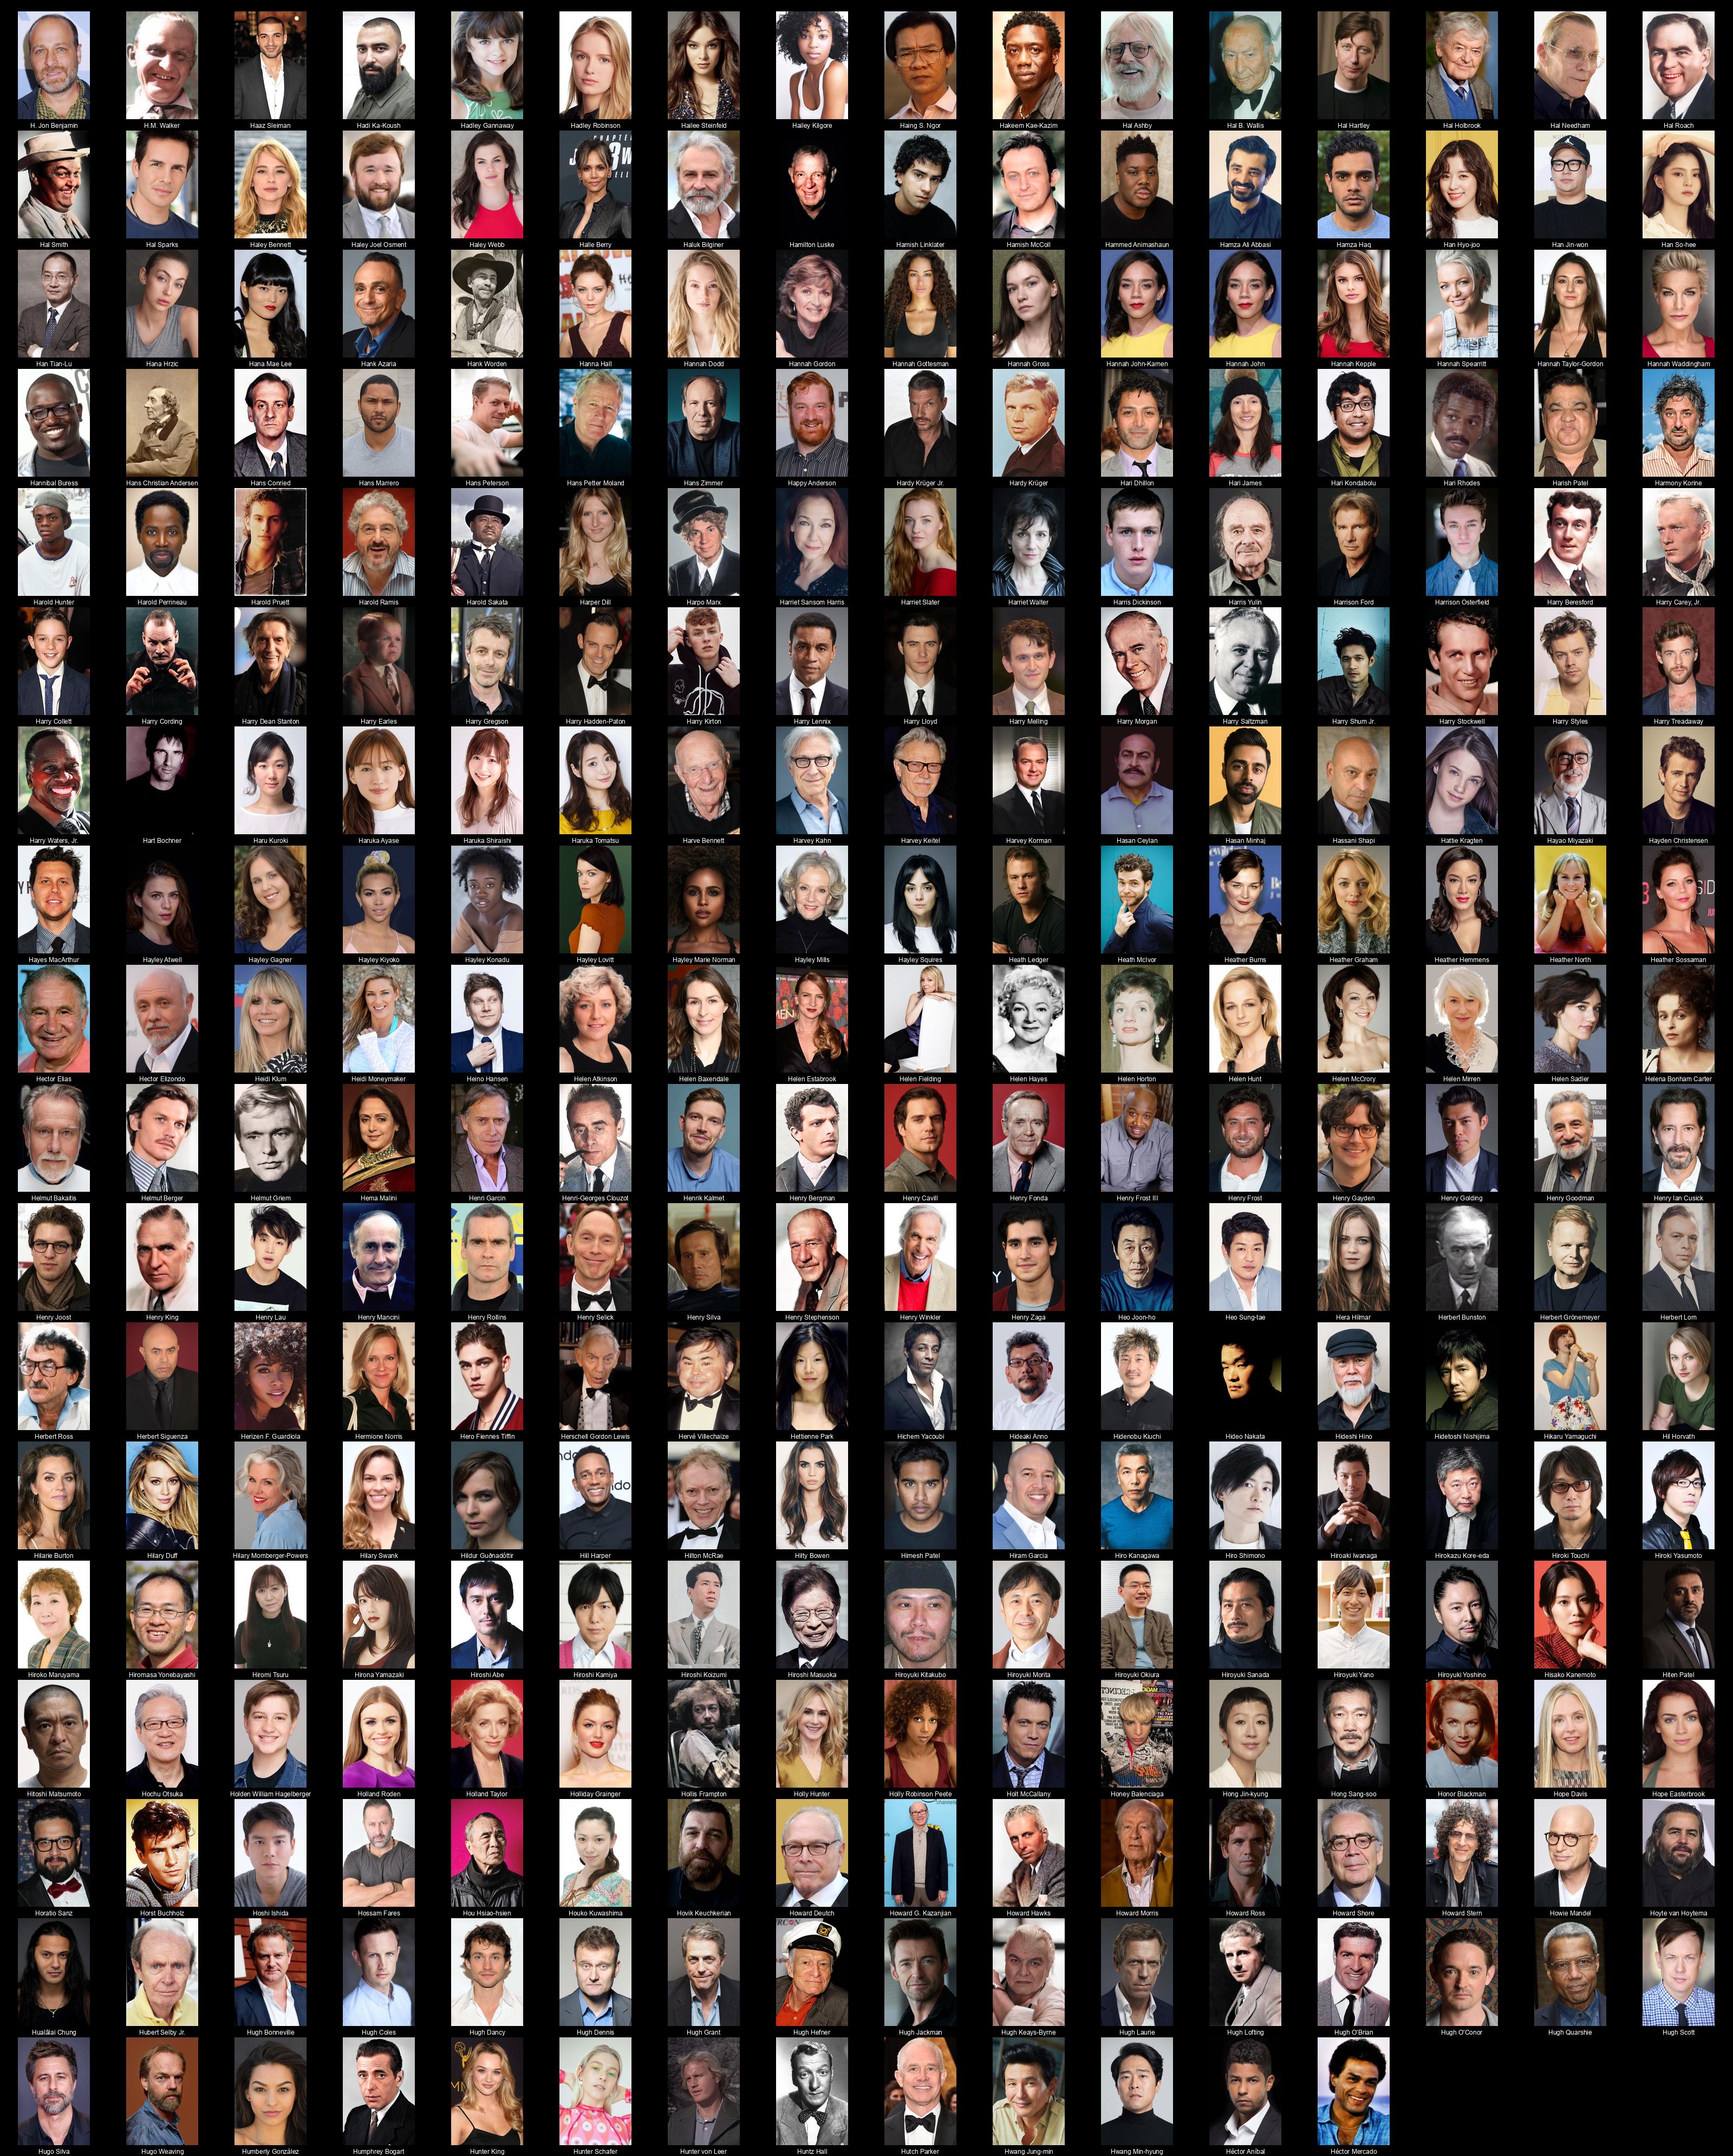 H. Jon Benjamin H.M. Walker Haaz Sleiman Hadi Ka-Koush Hadley Gannaway Hadley Robinson Hailee Steinfeld Hailey Kilgore Haing S. Ngor Hakeem Kae-Kazim Hal Ashby Hal B. Wallis Hal Hartley Hal Holbrook Hal Needham Hal Roach
Hal Smith Hal Sparks Haley Bennett Haley Joel Osment Haley Webb Halle Berry Haluk Bilginer Hamilton Luske Hamish Linklater Hamish McColl Hammed Animashaun Hamza Ali Abbasi Hamza Haq Han Hyo-joo Han Jin-won Han So-hee
Han Tian-Lu Hana Hrzic Hana Mae Lee Hank Azaria Hank Worden Hanna Hall Hannah Dodd Hannah Gordon Hannah Gottesman Hannah Gross Hannah John-Kamen Hannah John Hannah Kepple Hannah Spearritt Hannah Taylor-Gordon Hannah Waddingham
Hannibal Buress Hans Christian Andersen Hans Conried Hans Marrero Hans Peterson Hans Petter Moland Hans Zimmer Happy Anderson Hardy Krüger Jr. Hardy Krüger Hari Dhillon Hari James Hari Kondabolu Hari Rhodes Harish Patel Harmony Korine
Harold Hunter Harold Perrineau Harold Pruett Harold Ramis Harold Sakata Harper Dill Harpo Marx Harriet Sansom Harris Harriet Slater Harriet Walter Harris Dickinson Harris Yulin Harrison Ford Harrison Osterfield Harry Beresford Harry Carey, Jr.
Harry Collett Harry Cording Harry Dean Stanton Harry Earles Harry Gregson Harry Hadden-Paton Harry Kirton Harry Lennix Harry Lloyd Harry Melling Harry Morgan Harry Saltzman Harry Shum Jr. Harry Stockwell Harry Styles Harry Treadaway
Harry Waters, Jr. Hart Bochner Haru Kuroki Haruka Ayase Haruka Shiraishi Haruka Tomatsu Harve Bennett Harvey Kahn Harvey Keitel Harvey Korman Hasan Ceylan Hasan Minhaj Hassani Shapi Hattie Kragten Hayao Miyazaki Hayden Christensen
Hayes MacArthur Hayley Atwell Hayley Gagner Hayley Kiyoko Hayley Konadu Hayley Lovitt Hayley Marie Norman Hayley Mills Hayley Squires Heath Ledger Heath McIvor Heather Burns Heather Graham Heather Hemmens Heather North Heather Sossaman
Hector Elias Hector Elizondo Heidi Klum Heidi Moneymaker Heino Hansen Helen Atkinson Helen Baxendale Helen Estabrook Helen Fielding Helen Hayes Helen Horton Helen Hunt Helen McCrory Helen Mirren Helen Sadler Helena Bonham Carter
Helmut Bakaitis Helmut Berger Helmut Griem Hema Malini Henri Garcin Henri-Georges Clouzot Henrik Kalmet Henry Bergman Henry Cavill Henry Fonda Henry Frost III Henry Frost Henry Gayden Henry Golding Henry Goodman Henry Ian Cusick
Henry Joost Henry King Henry Lau Henry Mancini Henry Rollins Henry Selick Henry Silva Henry Stephenson Henry Winkler Henry Zaga Heo Joon-ho Heo Sung-tae Hera Hilmar Herbert Bunston Herbert Grönemeyer Herbert Lom
Herbert Ross Herbert Siguenza Herizen F. Guardiola Hermione Norris Hero Fiennes Tiffin Herschell Gordon Lewis Hervé Villechaize Hettienne Park Hichem Yacoubi Hideaki Anno Hidenobu Kiuchi Hideo Nakata Hideshi Hino Hidetoshi Nishijima Hikaru Yamaguchi Hil Horvath
Hilarie Burton Hilary Duff Hilary Momberger-Powers Hilary Swank Hildur Guðnadóttir Hill Harper Hilton McRae Hilty Bowen Himesh Patel Hiram Garcia Hiro Kanagawa Hiro Shimono Hiroaki Iwanaga Hirokazu Kore-eda Hiroki Touchi Hiroki Yasumoto
Hiroko Maruyama Hiromasa Yonebayashi Hiromi Tsuru Hirona Yamazaki Hiroshi Abe Hiroshi Kamiya Hiroshi Koizumi Hiroshi Masuoka Hiroyuki Kitakubo Hiroyuki Morita Hiroyuki Okiura Hiroyuki Sanada Hiroyuki Yano Hiroyuki Yoshino Hisako Kanemoto Hiten Patel
Hitoshi Matsumoto Hochu Otsuka Holden William Hagelberger Holland Roden Holland Taylor Holliday Grainger Hollis Frampton Holly Hunter Holly Robinson Peete Holt McCallany Honey Balenciaga Hong Jin-kyung Hong Sang-soo Honor Blackman Hope Davis Hope Easterbrook
Horatio Sanz Horst Buchholz Hoshi Ishida Hossam Fares Hou Hsiao-hsien Houko Kuwashima Hovik Keuchkerian Howard Deutch Howard G. Kazanjian Howard Hawks Howard Morris Howard Ross Howard Shore Howard Stern Howie Mandel Hoyte van Hoytema
Hualālai Chung Hubert Selby Jr. Hugh Bonneville Hugh Coles Hugh Dancy Hugh Dennis Hugh Grant Hugh Hefner Hugh Jackman Hugh Keays-Byrne Hugh Laurie Hugh Lofting Hugh O'Brian Hugh O'Conor Hugh Quarshie Hugh Scott
Hugo Silva Hugo Weaving Humberly González Humphrey Bogart Hunter King Hunter Schafer Hunter von Leer Huntz Hall Hutch Parker Hwang Jung-min Hwang Min-hyung Héctor Aníbal Héctor Mercado